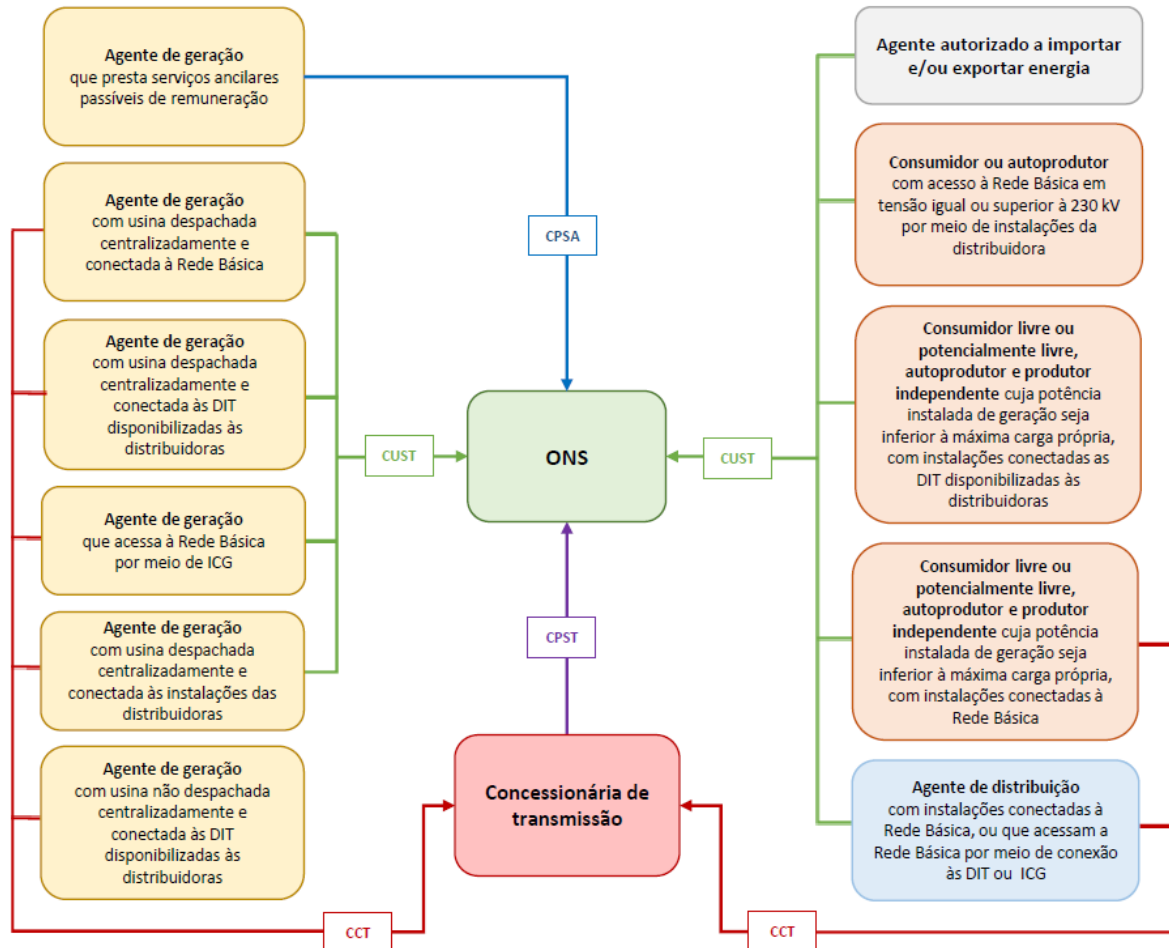 Agente de geração
que presta serviços ancilares
passíveis de remuneração
Agente de geração
com usina despachada
centralizadamente e
conectada à Rede Básica
Agente de geração
com usina despachada
centralizadamente e
conectada às DIT
disponibilizadas às
distribuidoras
Agente de geração
que acessa à Rede Básica
por meio de ICG
Agente de geração
com usina despachada
centralizadamente e
conectada às instalações das
distribuidoras
Agente de geração
com usina não despachada
centralizadamente e
conectada às DIT
disponibilizadas às
distribuidoras
CPSA
CUST
ONS
CUST
CPST
Concessionária de
transmissão
CCT
CCT
Agente autorizado a importar
e/ou exportar energia
Consumidor ou autoprodutor
com acesso à Rede Básica em
tensão igual ou superior à 230 kV
por meio de instalações da
distribuidora
Consumidor livre ou
potencialmente livre,
autoprodutor e produtor
independente cuja potência
instalada de geração seja
inferior à máxima carga própria,
com instalações conectadas as
DIT disponibilizadas às
distribuidoras
Consumidor livre ou
potencialmente livre,
autoprodutor e produtor
independente cuja potência
instalada de geração seja
inferior à máxima carga própria,
com instalações conectadas à
Rede Básica
Agente de distribuição
com instalações conectadas à
Rede Básica, ou que acessam a
Rede Básica por meio de conexão
às DIT ou ICG